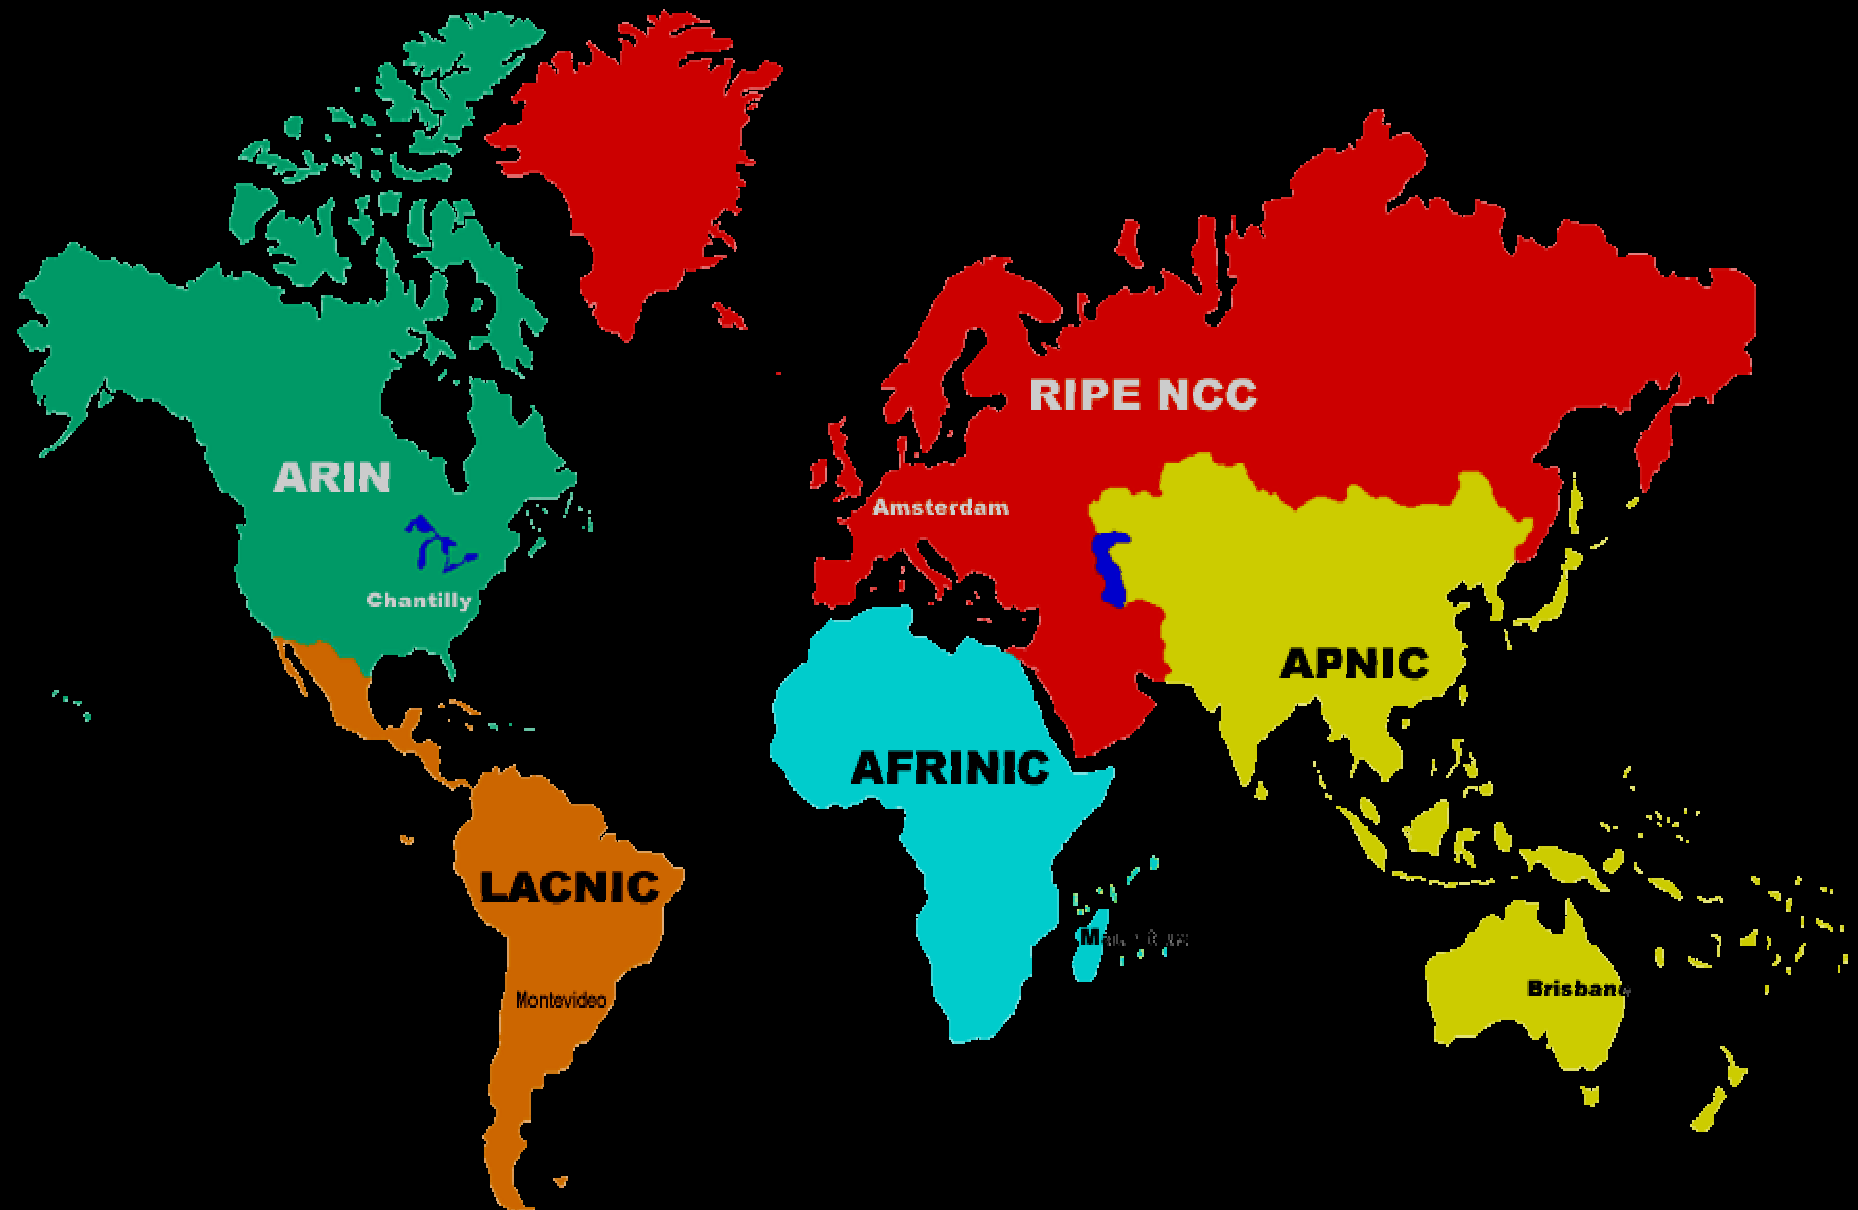 RIPE NCC
ARIN
Amsterdam
Chantilly
APNIC
AFRINIC
LACNIC
Brisbane
Montevideo